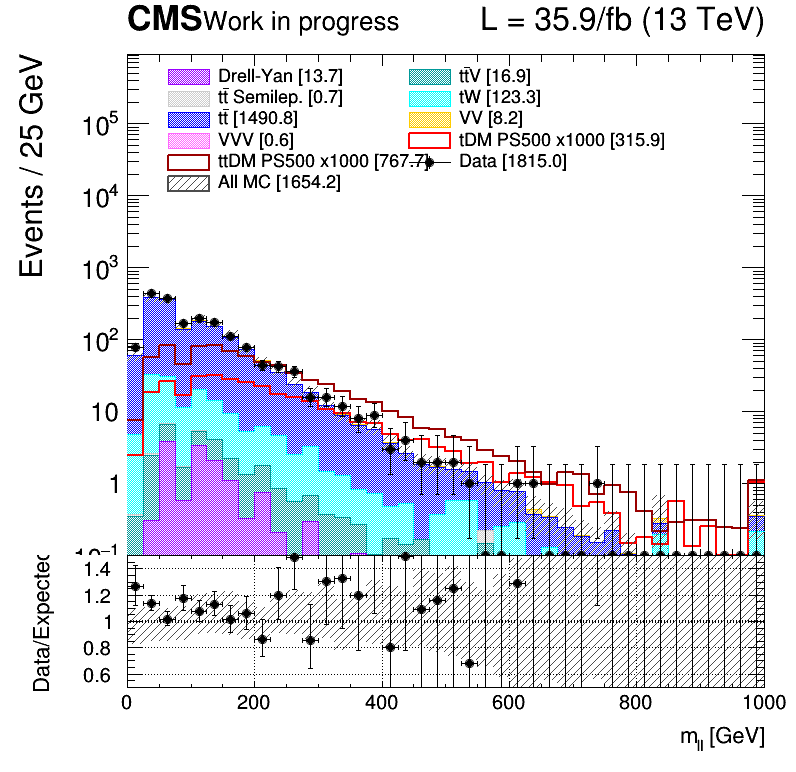 CMS Work in progress L = 35.9/fb (13 TeV)
Events / 25 GeV
Drell-Yan [13.7] tt̄V [16.9]
tt̄ Semilep. [0.7] tW [123.3]
tt̄ [1490.8] VV [8.2]
VVV [0.6] tDM PS500 x1000 [315.9]
ttDM PS500 x1000 [767.7] Data [1815.0]
All MC [1654.2]
10⁵
10⁴
10³
10²
10
1
10⁻¹
Data/Expected
1.4
1.2
1
0.8
0.6
0 200 400 600 800 1000
m_ll [GeV]